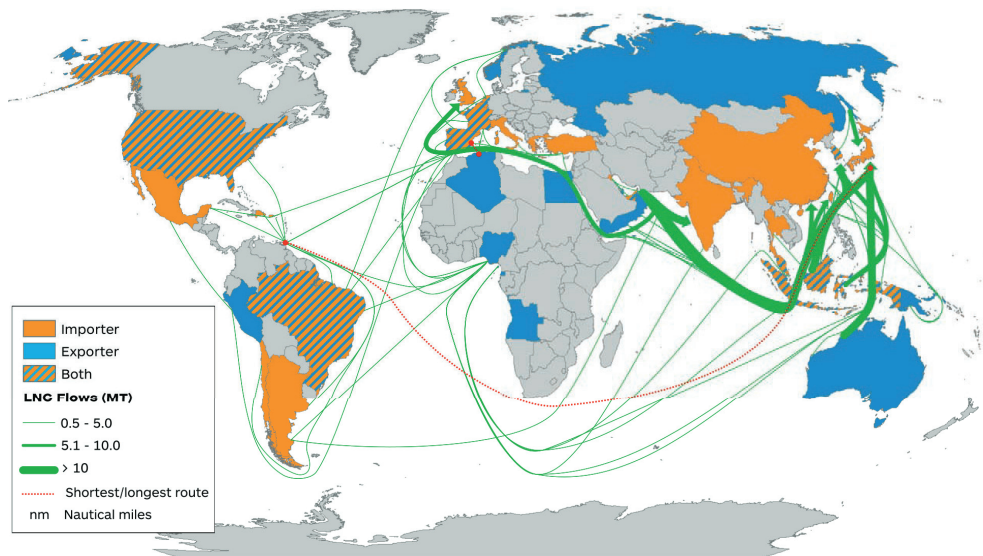 Importer
Exporter
Both
LNC Flows (MT)
0.5 - 5.0
5.1 - 10.0
> 10
Shortest/longest route
nm Nautical miles